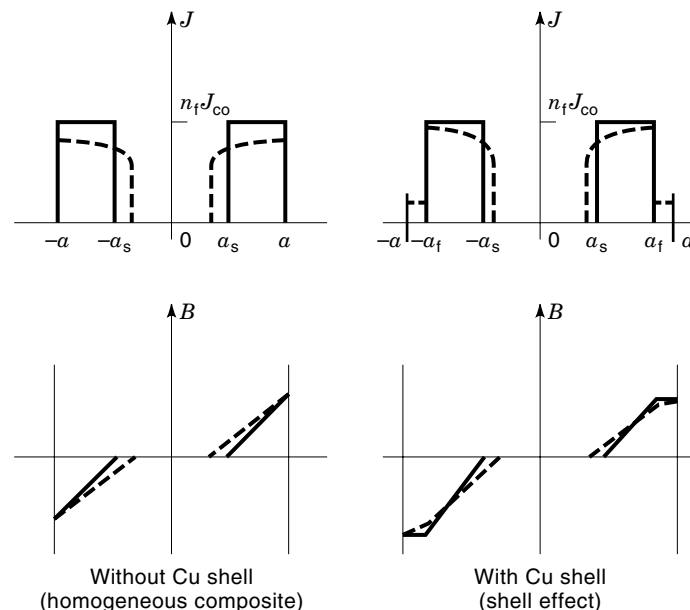 J
J
n_f J_co
n_f J_co
−a
−a_s
0
a_s
a
−a
−a_f
−a_s
0
a_s
a_f
a
B
B
Without Cu shell
(homogeneous composite)
With Cu shell
(shell effect)